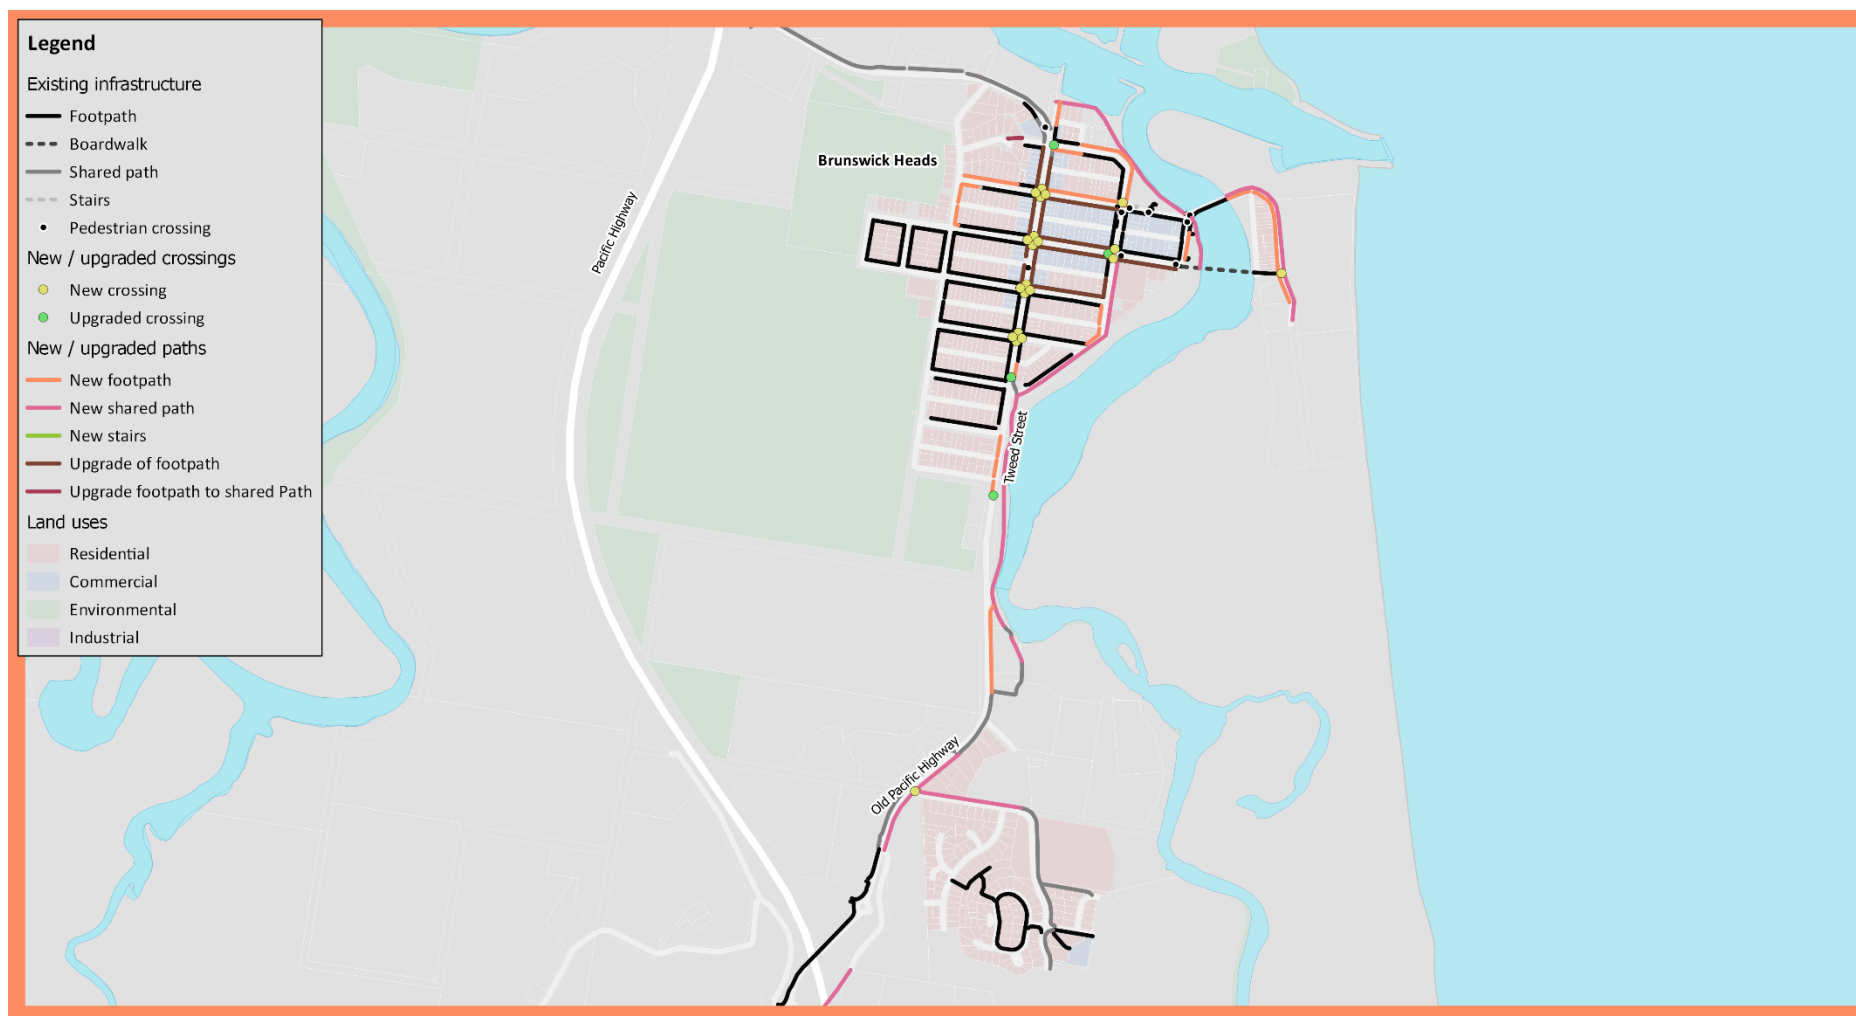 Legend
Existing infrastructure
Footpath
Boardwalk
Shared path
Stairs
Pedestrian crossing
New / upgraded crossings
New crossing
Upgraded crossing
New / upgraded paths
New footpath
New shared path
New stairs
Upgrade of footpath
Upgrade footpath to shared Path
Land uses
Residential
Commercial
Environmental
Industrial
Brunswick Heads
Pacific Highway
Tweed Street
Old Pacific Highway